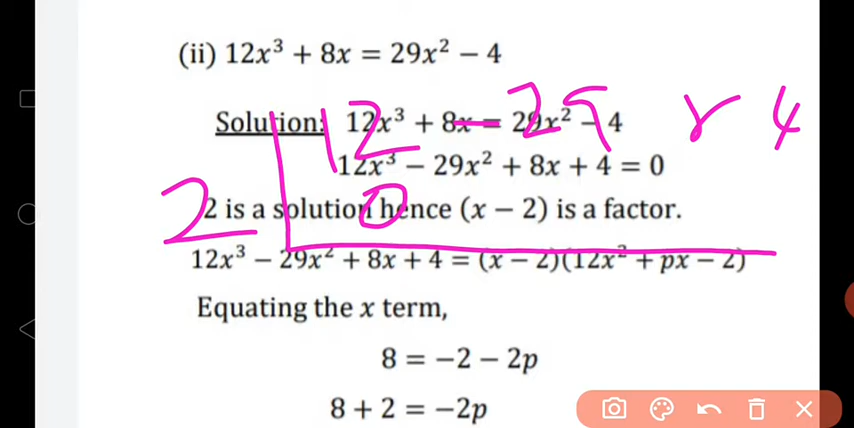 (ii) 12x³ + 8x = 29x² − 4
Solution: 12x³ + 8x = 29x² − 4
12 − 29 8 4
12x³ − 29x² + 8x + 4 = 0
2 0
2 is a solution hence (x − 2) is a factor.
12x³ − 29x² + 8x + 4 = (x − 2)(12x² + px − 2)
Equating the x term,
8 = −2 − 2p
8 + 2 = −2p